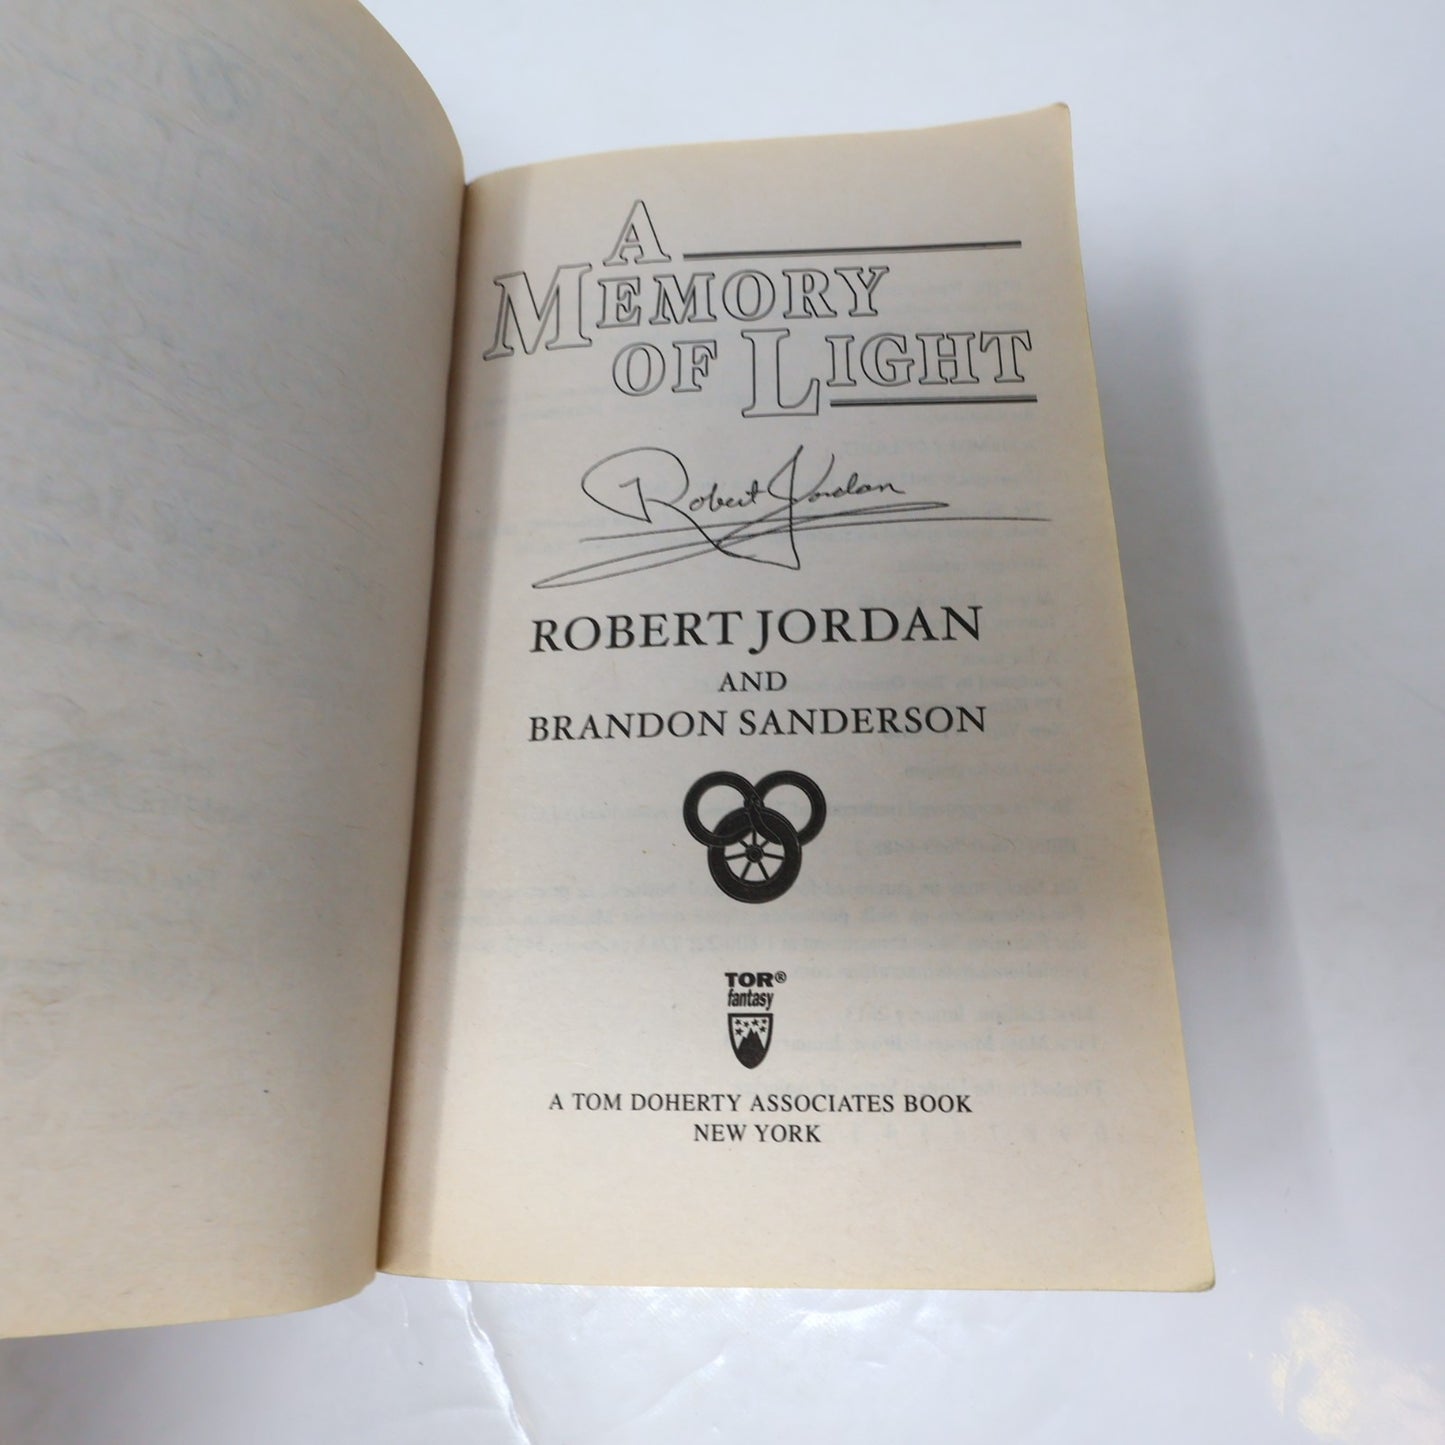 A
MEMORY
OF LIGHT
Robert Jordan
ROBERT JORDAN
AND
BRANDON SANDERSON
TOR®
fantasy
A TOM DOHERTY ASSOCIATES BOOK
NEW YORK